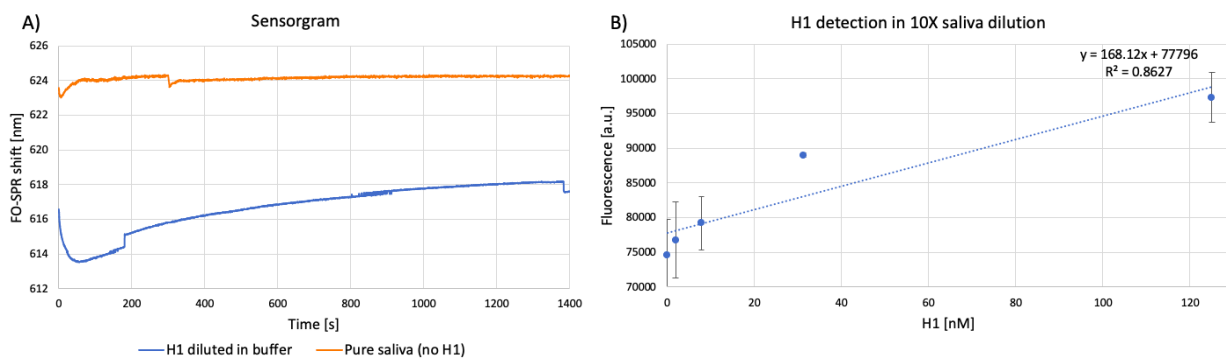 A)
Sensorgram
FO-SPR shift [nm]
626
624
622
620
618
616
614
612
0
200
400
600
800
1000
1200
1400
Time [s]
H1 diluted in buffer
Pure saliva (no H1)
B)
H1 detection in 10X saliva dilution
y = 168.12x + 77796
R² = 0.8627
Fluorescence [a.u.]
105000
100000
95000
90000
85000
80000
75000
70000
0
20
40
60
80
100
120
H1 [nM]